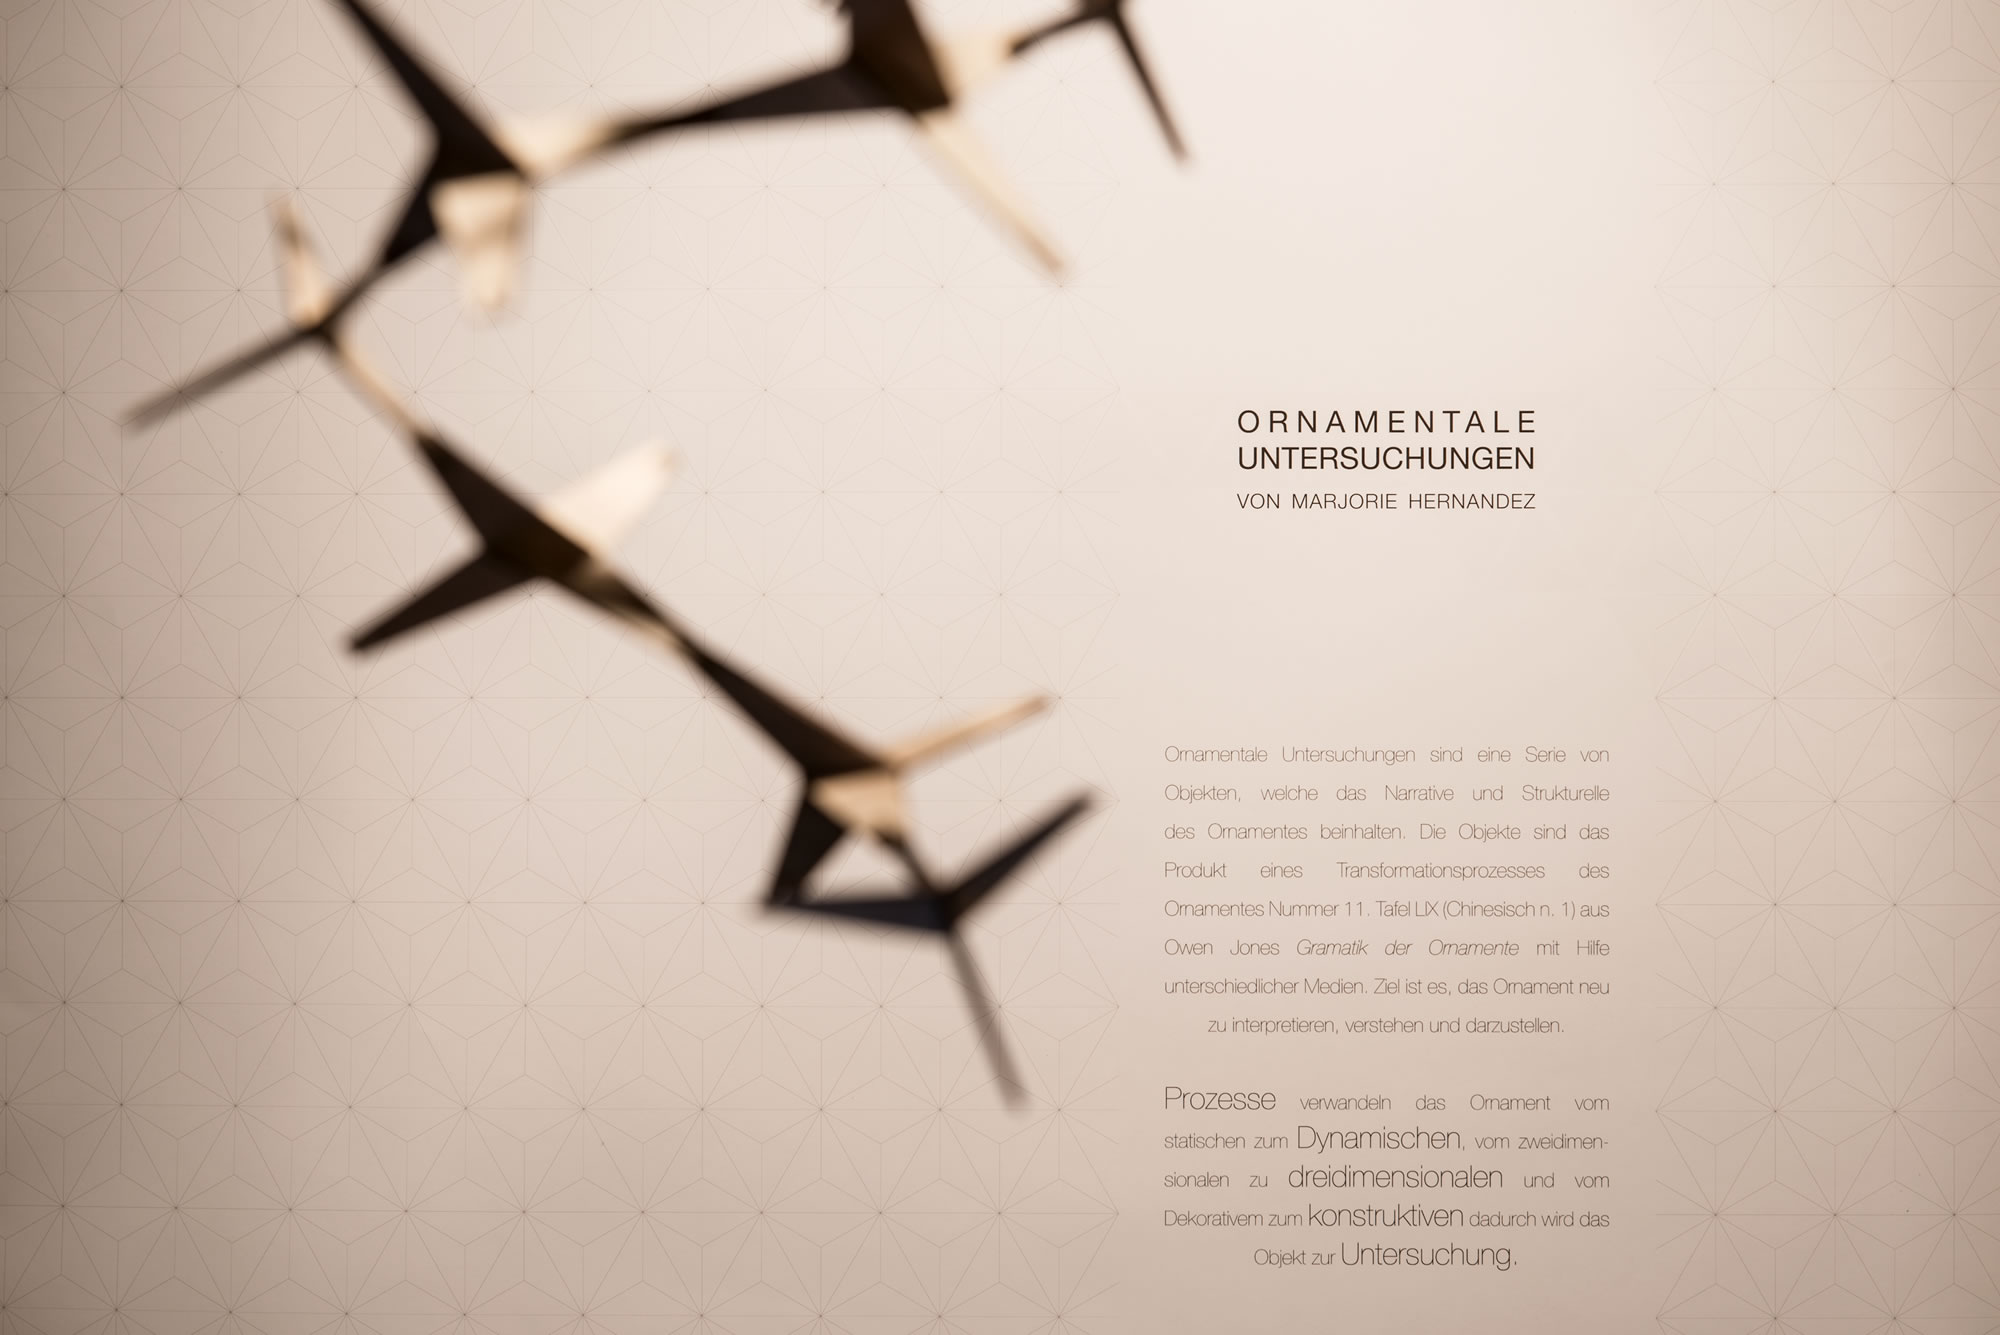 ORNAMENTALE
UNTERSUCHUNGEN
VON MARJORIE HERNANDEZ
Ornamentale Untersuchungen sind eine Serie von
Objekten, welche das Narrative und Strukturelle
des Ornamentes beinhalten. Die Objekte sind das
Produkt eines Transformationsprozesses des
Ornamentes Nummer 11. Tafel LIX (Chinesisch n. 1) aus
Owen Jones Gramatik der Ornamente mit Hilfe
unterschiedlicher Medien. Ziel ist es, das Ornament neu
zu interpretieren, verstehen und darzustellen.
Prozesse verwandeln das Ornament vom
statischen zum Dynamischen, vom zweidimen-
sionalen zu dreidimensionalen und vom
Dekorativem zum konstruktiven dadurch wird das
Objekt zur Untersuchung.